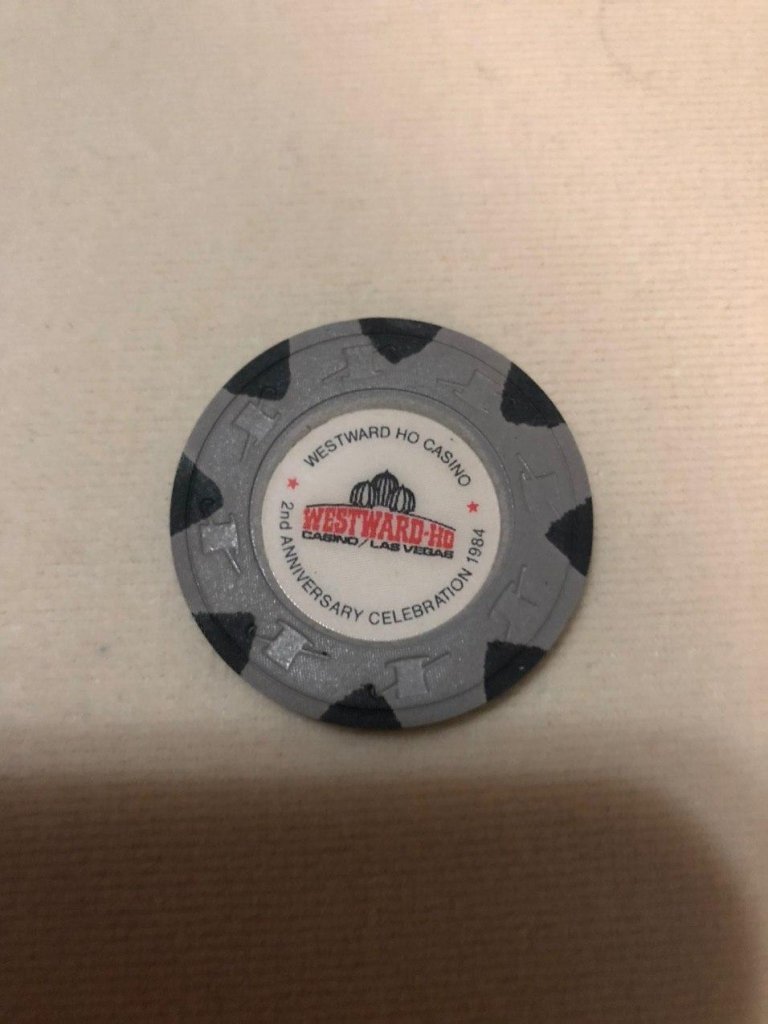 WESTWARD HO CASINO
WESTWARD-HO
CASINO/LAS VEGAS
2nd ANNIVERSARY CELEBRATION 1984